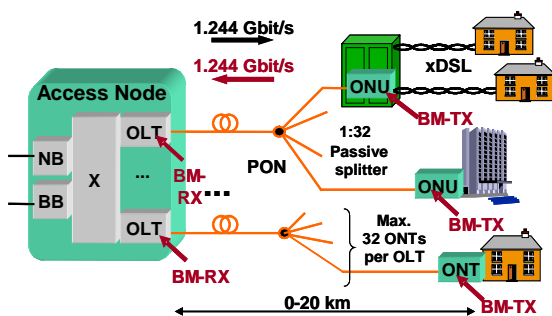 1.244 Gbit/s
1.244 Gbit/s
xDSL
Access Node
ONU
BM-TX
OLT
1:32
Passive
splitter
NB
X
BM-
RX
PON
...
...
BB
ONU
BM-TX
OLT
Max.
32 ONTs
per OLT
BM-RX
ONT
0-20 km
BM-TX